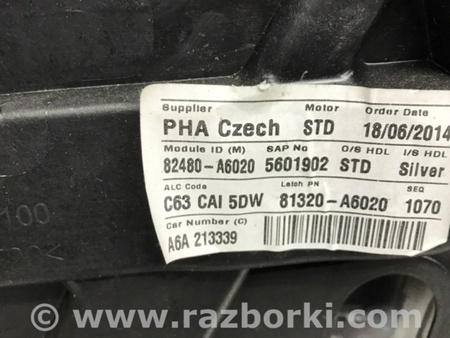 Supplier Motor Order Date
PHA Czech STD 18/06/2014
Module ID (M) SAP No O/S HDL I/S HDL
82480-A6020 5601902 STD Silver
ALC Code Latch PN SEQ
C63 CAI 5DW 81320-A6020 1070
Car Number (C)
A6A 213339
100
www.razborki.com